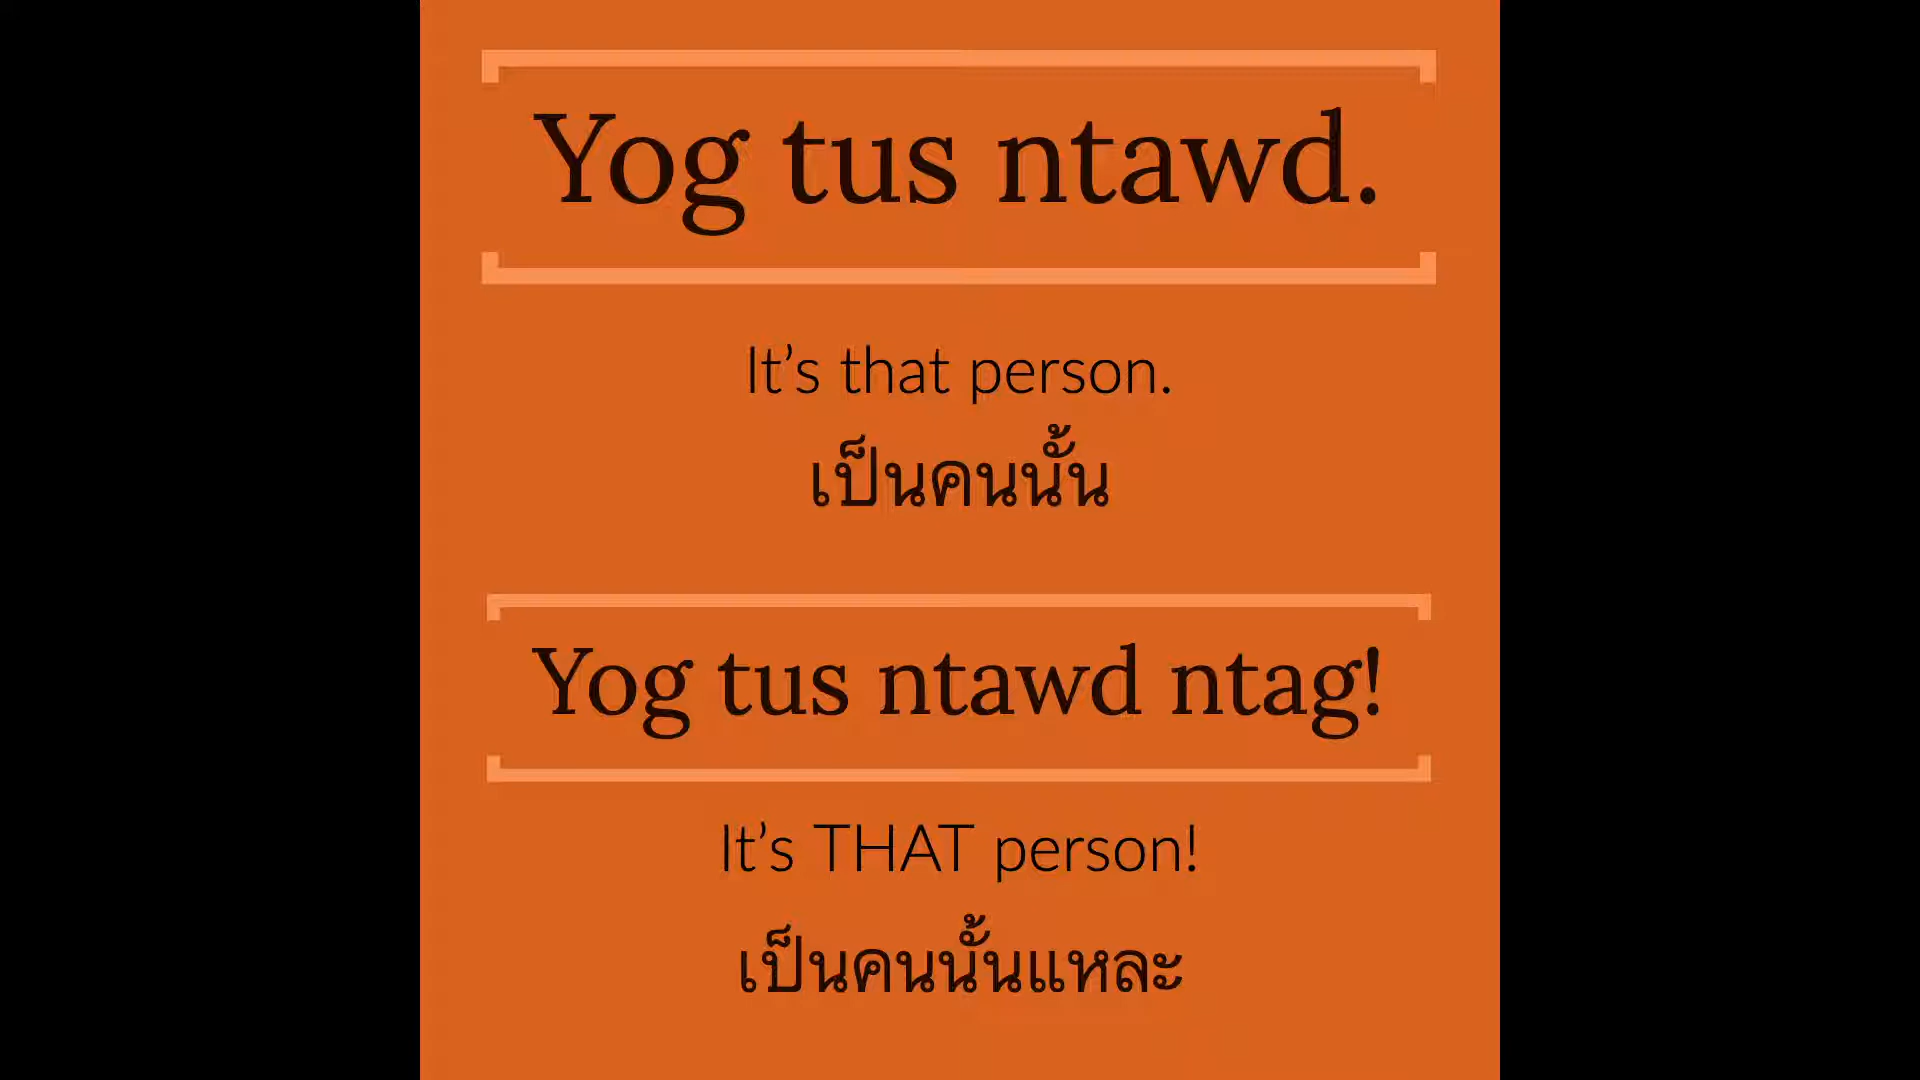 Yog tus ntawd.
It’s that person.
เป็นคนนั้น
Yog tus ntawd ntag!
It’s THAT person!
เป็นคนนั้นแหละ